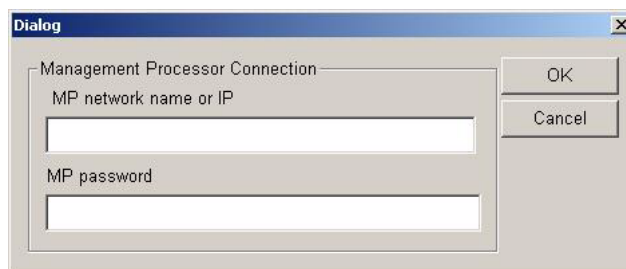 Dialog
Management Processor Connection
MP network name or IP
MP password
OK
Cancel